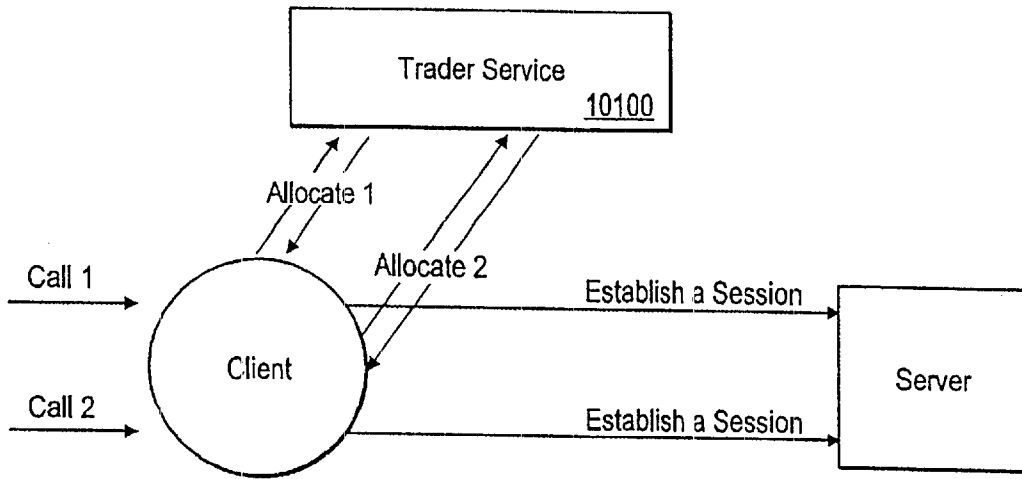 Trader Service
10100
Allocate 1
Allocate 2
Call 1
Establish a Session
Client
Server
Call 2
Establish a Session